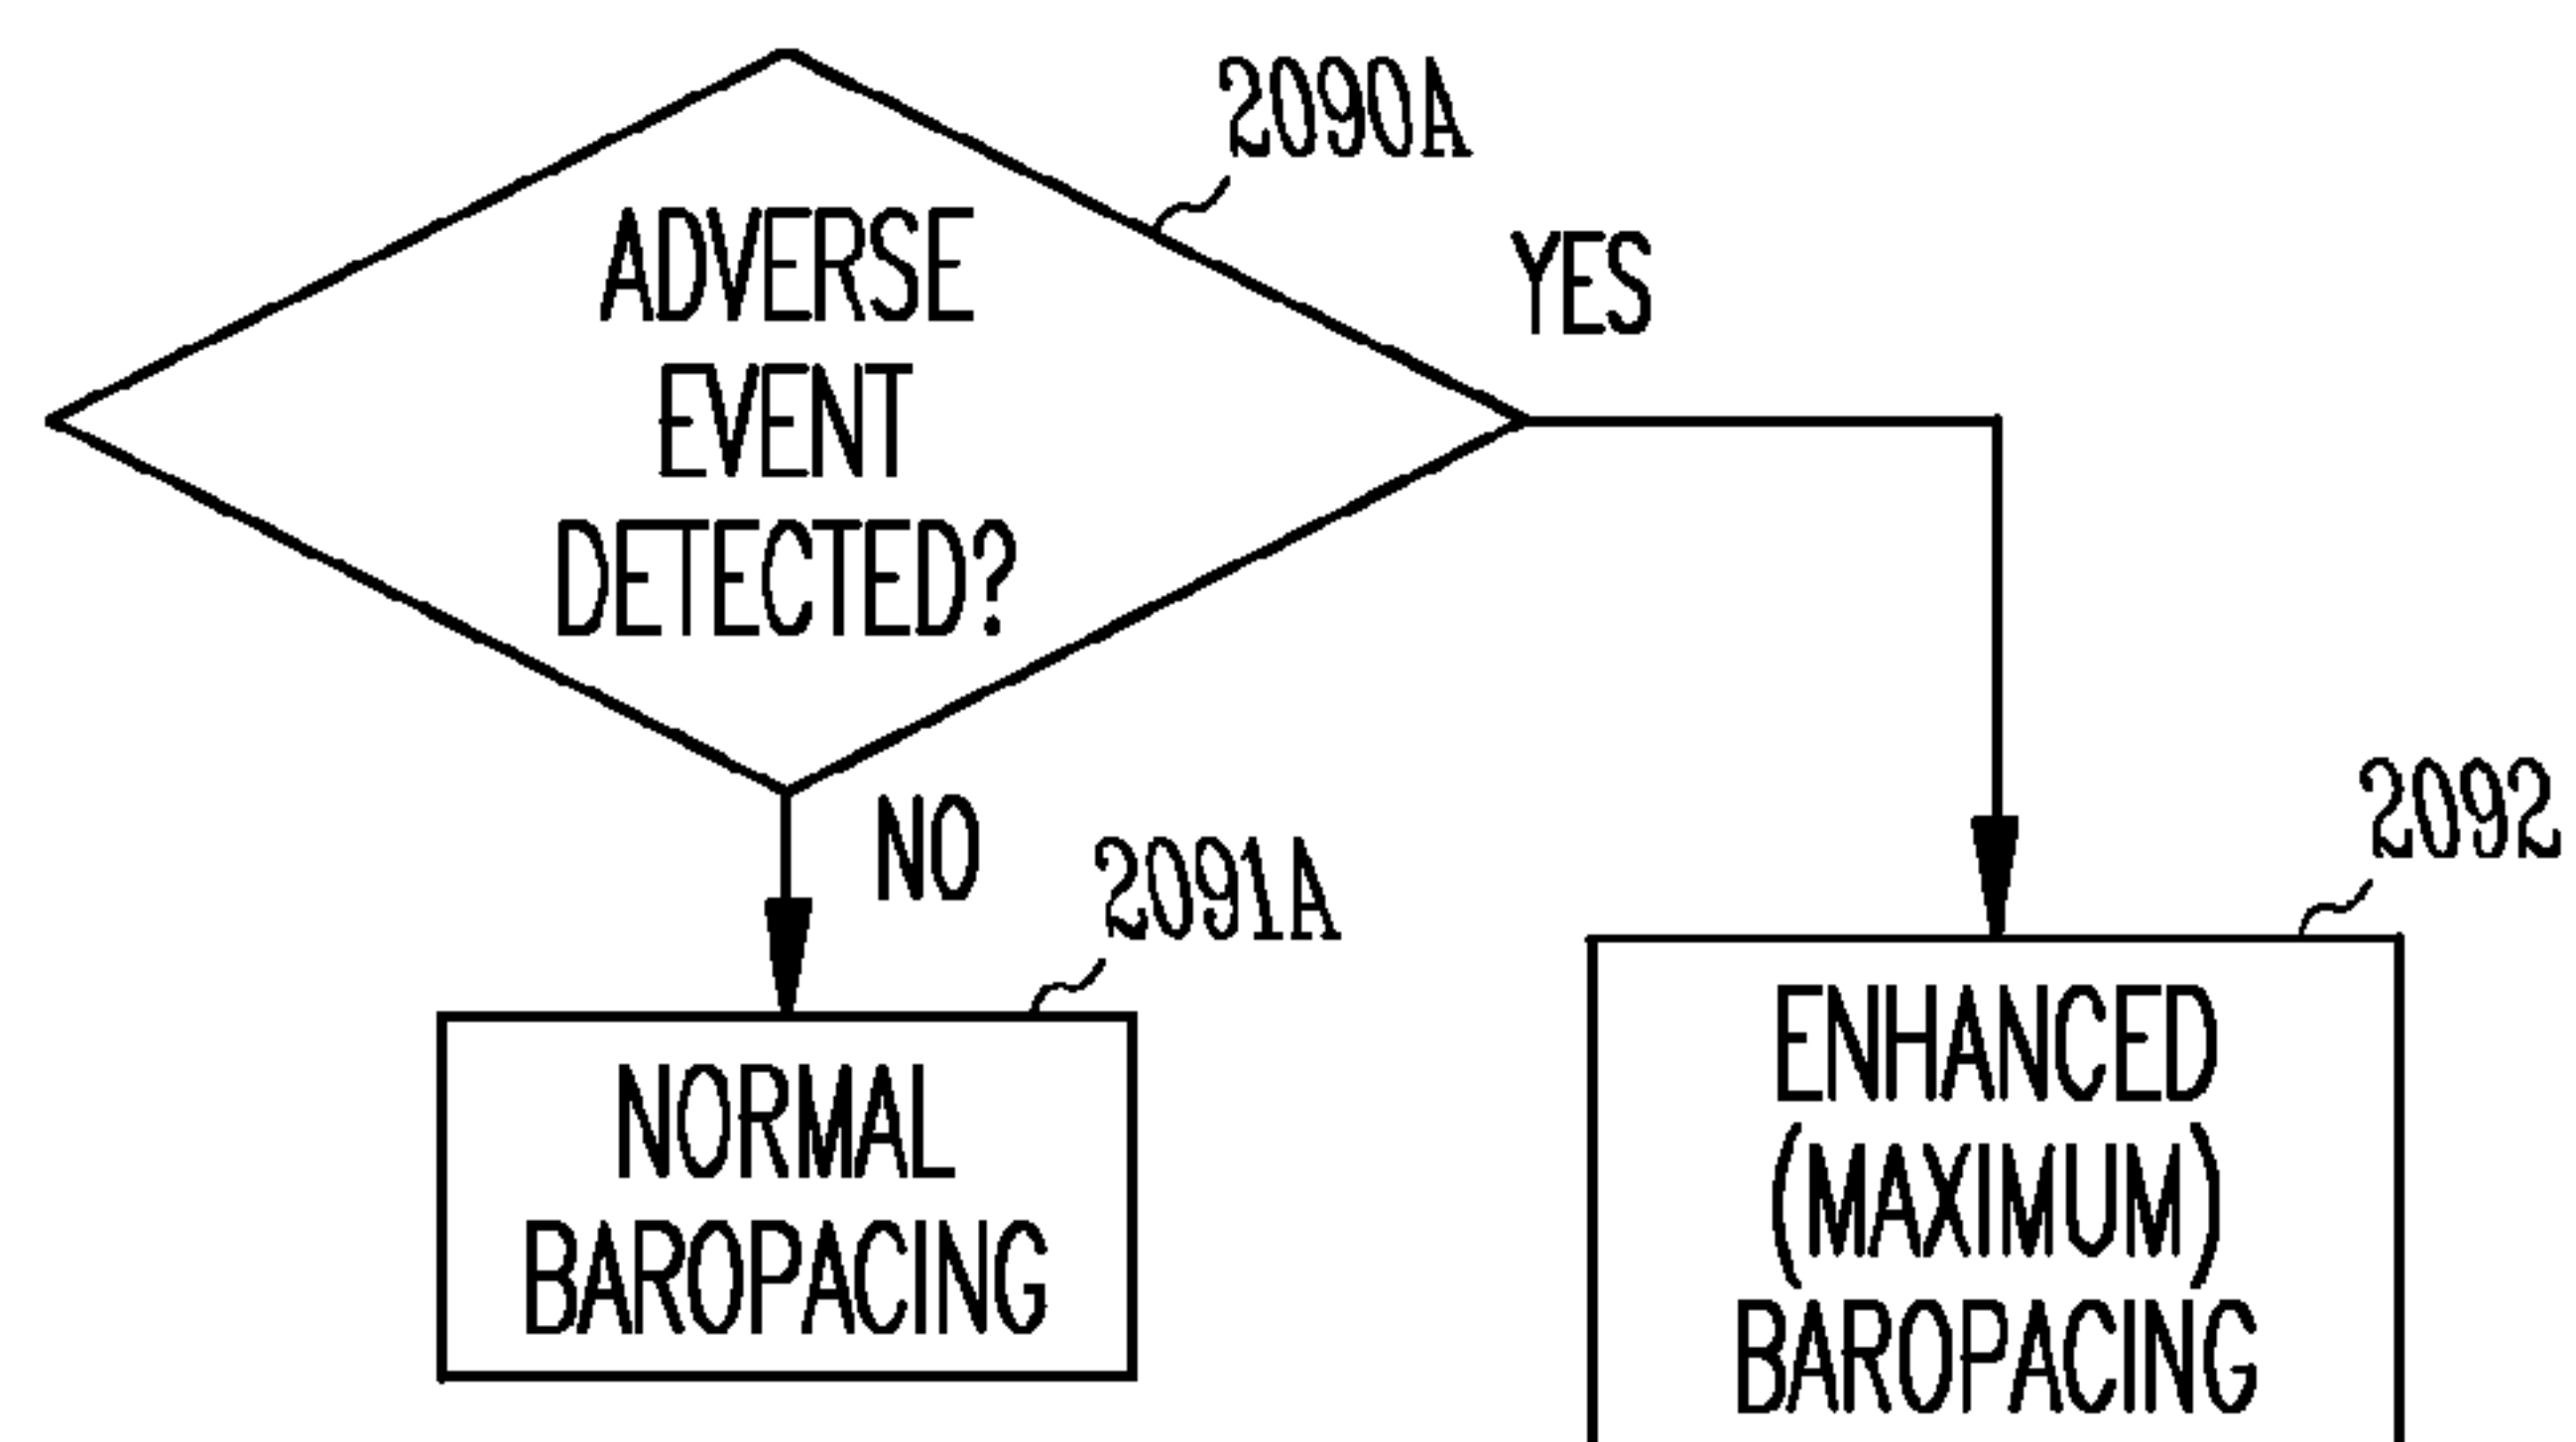 2090A
ADVERSE
EVENT
DETECTED?
YES
NO
2091A
NORMAL
BAROPACING
2092
ENHANCED
(MAXIMUM)
BAROPACING